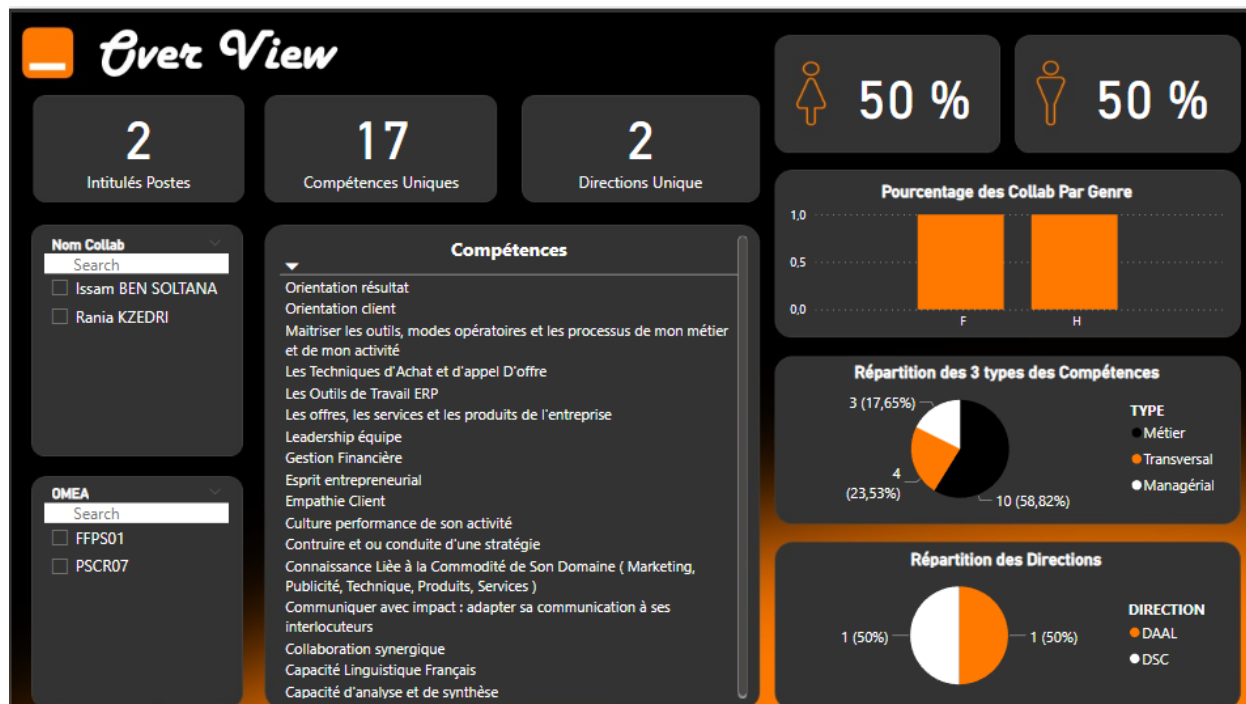 Over View
50 %
50 %
2
Intitulés Postes
17
Compétences Uniques
2
Directions Unique
Pourcentage des Collab Par Genre
1,0
0,5
0,0
F
H
Nom Collab
Search
Issam BEN SOLTANA
Rania KZEDRI
OMEA
Search
FFPS01
PSCR07
Compétences
Orientation résultat
Orientation client
Maitriser les outils, modes opératoires et les processus de mon métier
et de mon activité
Les Techniques d'Achat et d'appel D'offre
Les Outils de Travail ERP
Les offres, les services et les produits de l'entreprise
Leadership équipe
Gestion Financière
Esprit entrepreneurial
Empathie Client
Culture performance de son activité
Contruire et ou conduite d'une stratégie
Connaissance Lièe à la Commodité de Son Domaine ( Marketing,
Publicité, Technique, Produits, Services )
Communiquer avec impact : adapter sa communication à ses
interlocuteurs
Collaboration synergique
Capacité Linguistique Français
Capacité d'analyse et de synthèse
Répartition des 3 types des Compétences
3 (17,65%)
4
(23,53%)
10 (58,82%)
TYPE
Métier
Transversal
Managérial
Répartition des Directions
1 (50%)
1 (50%)
DIRECTION
DAAL
DSC